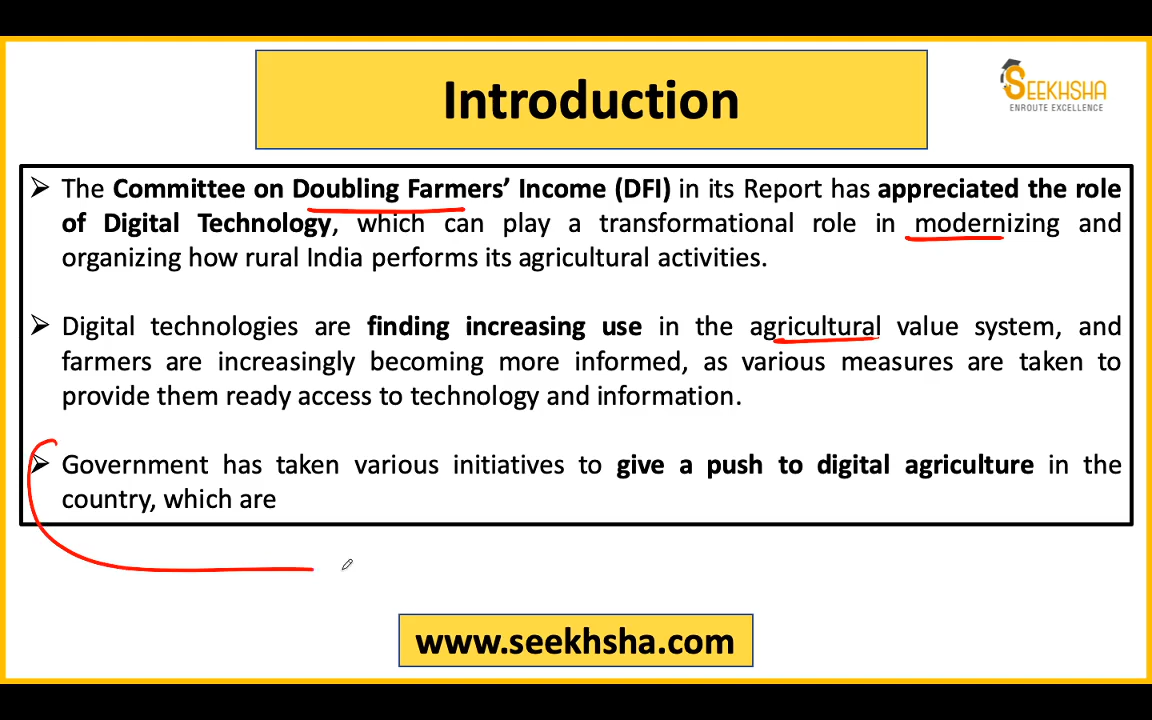 Introduction
SEEKHSHA
ENROUTE EXCELLENCE
➢ The Committee on Doubling Farmers’ Income (DFI) in its Report has appreciated the role
of Digital Technology, which can play a transformational role in modernizing and
organizing how rural India performs its agricultural activities.
➢ Digital technologies are finding increasing use in the agricultural value system, and
farmers are increasingly becoming more informed, as various measures are taken to
provide them ready access to technology and information.
➢ Government has taken various initiatives to give a push to digital agriculture in the
country, which are
www.seekhsha.com